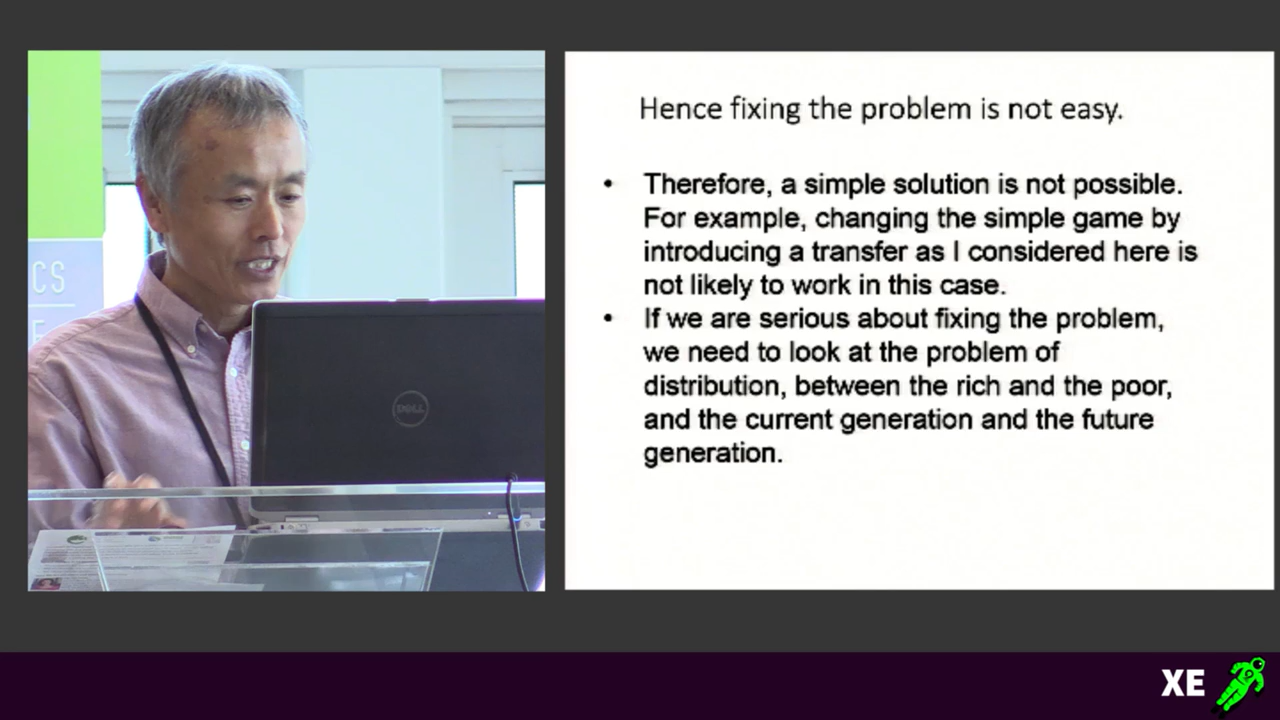 CS
DELL
Hence fixing the problem is not easy.
• Therefore, a simple solution is not possible.
For example, changing the simple game by
introducing a transfer as I considered here is
not likely to work in this case.
• If we are serious about fixing the problem,
we need to look at the problem of
distribution, between the rich and the poor,
and the current generation and the future
generation.
XE